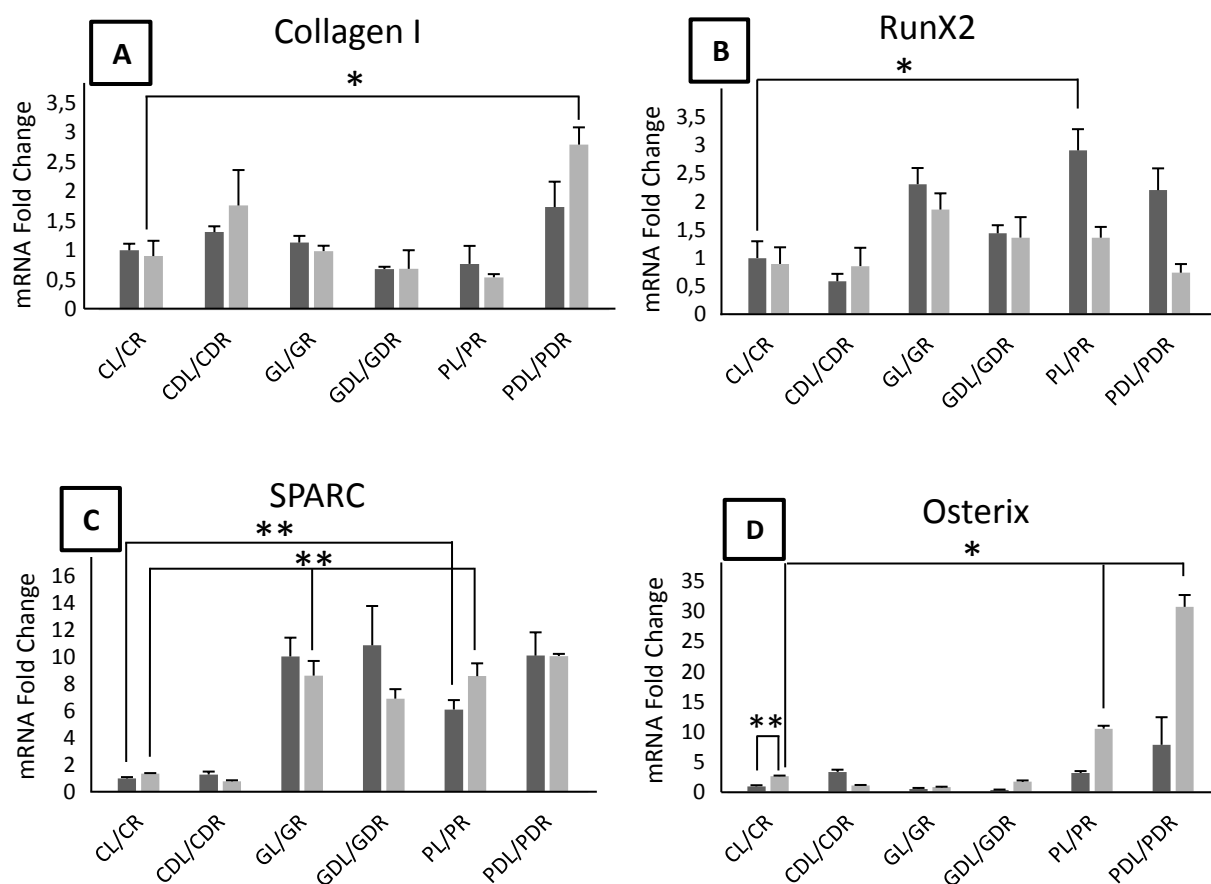 A
Collagen I
*
mRNA Fold Change
3,5
3
2,5
2
1,5
1
0,5
0
CL/CR
CDL/CDR
GL/GR
GDL/GDR
PL/PR
PDL/PDR
B
RunX2
*
mRNA Fold Change
3,5
3
2,5
2
1,5
1
0,5
0
CL/CR
CDL/CDR
GL/GR
GDL/GDR
PL/PR
PDL/PDR
C
SPARC
**
**
mRNA Fold Change
16
14
12
10
8
6
4
2
0
CL/CR
CDL/CDR
GL/GR
GDL/GDR
PL/PR
PDL/PDR
D
Osterix
*
**
mRNA Fold Change
35
30
25
20
15
10
5
0
CL/CR
CDL/CDR
GL/GR
GDL/GDR
PL/PR
PDL/PDR